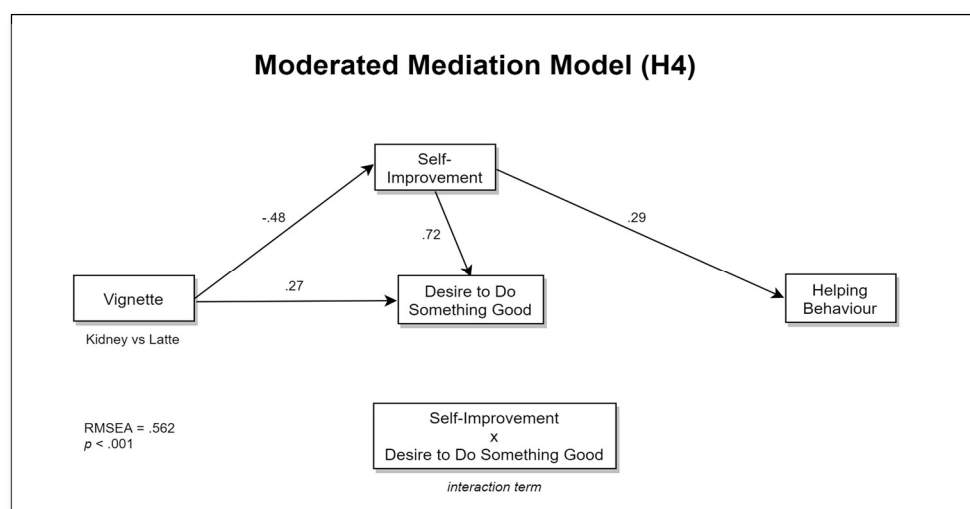 Moderated Mediation Model (H4)
Self-
Improvement
-.48
.72
.29
Vignette
.27
Desire to Do
Something Good
Helping
Behaviour
Kidney vs Latte
RMSEA = .562
p < .001
Self-Improvement
x
Desire to Do Something Good
interaction term